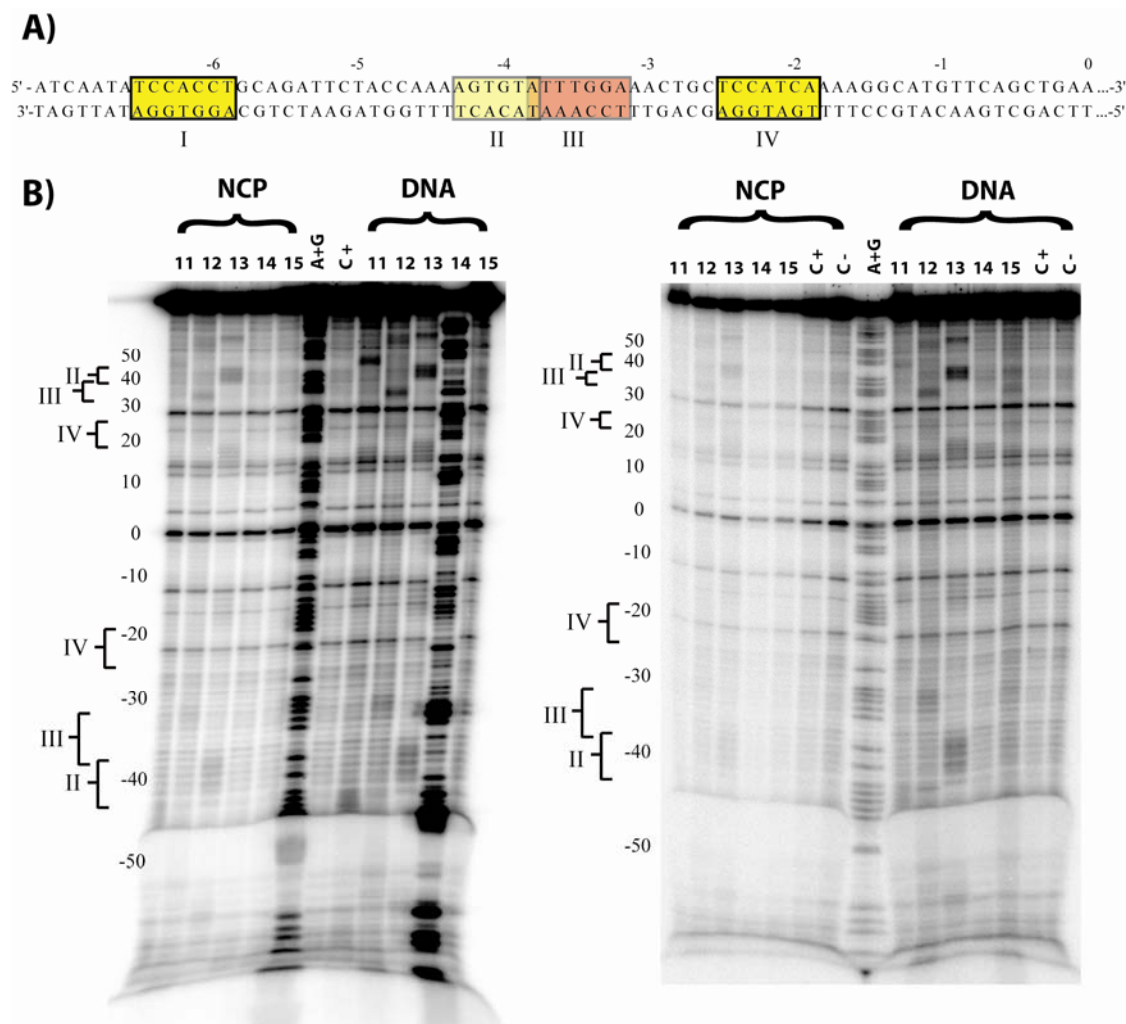 A)
-6 -5 -4 -3 -2 -1 0
5'-ATCAATATCCACCTGCAGATTCTACCAAAAGTGTATTTGGAAACTGCTCCATCAAAAGGCATGTTCAGCTGAA...-3'
3'-TAGTTATAGGTGGACGTCTAAGATGGTTTTCACATAAACCTTTGACGAGGTAGTTTTCCGTACAAGTCGACTT...-5'
I II III IV
B)
NCP DNA
11 12 13 14 15 A+G C+ 11 12 13 14 15
50
II
40
III
30
IV
20
10
0
-10
-20
IV
-30
III
-40
II
-50
NCP DNA
11 12 13 14 15 C+ C- A+G 11 12 13 14 15 C+ C-
50
II
40
III
30
IV
20
10
0
-10
-20
IV
-30
III
-40
II
-50